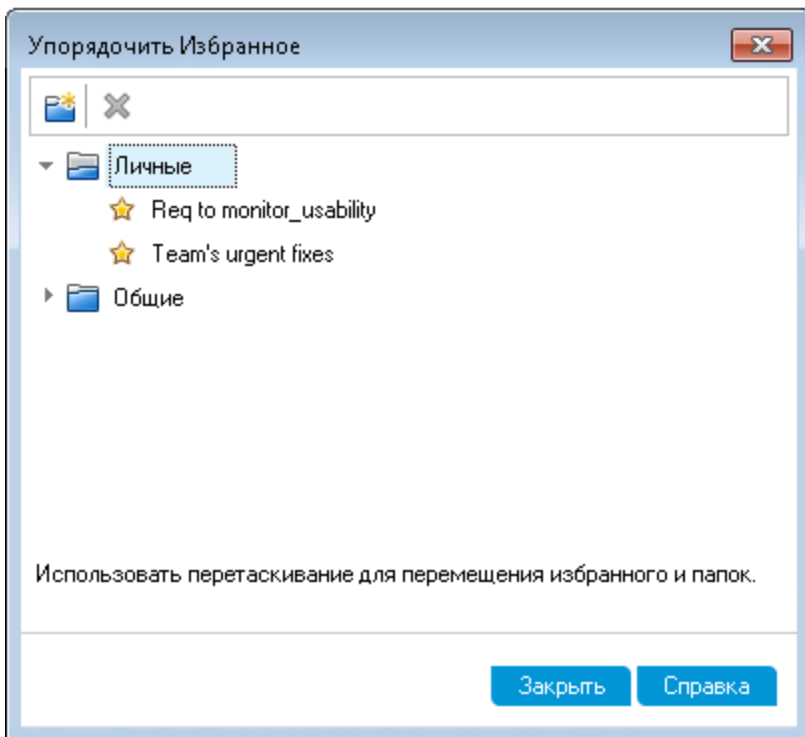 Упорядочить Избранное
Личные
Req to monitor_usability
Team's urgent fixes
Общие
Использовать перетаскивание для перемещения избранного и папок.
Закрыть Справка